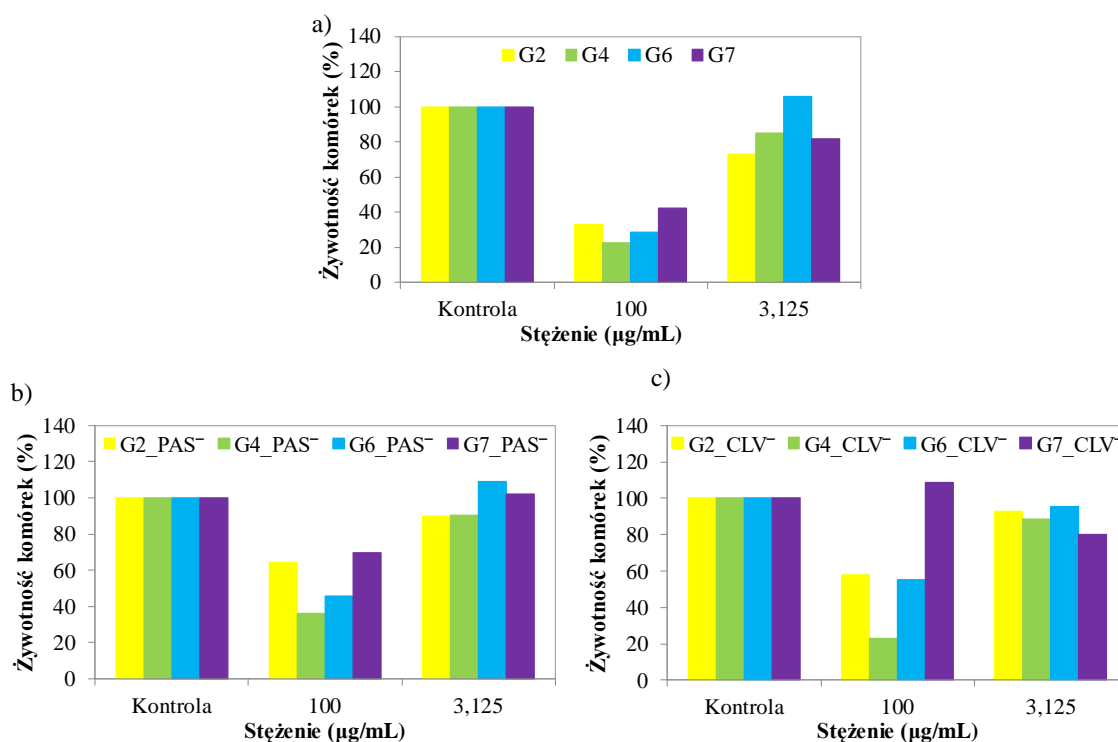 a)
G2 G4 G6 G7
Żywotność komórek (%)
140
120
100
80
60
40
20
0
Kontrola 100 3,125
Stężenie (µg/mL)
b)
G2_PAS⁻ G4_PAS⁻ G6_PAS⁻ G7_PAS⁻
Żywotność komórek (%)
140
120
100
80
60
40
20
0
Kontrola 100 3,125
Stężenie (µg/mL)
c)
G2_CLV⁻ G4_CLV⁻ G6_CLV⁻ G7_CLV⁻
Żywotność komórek (%)
140
120
100
80
60
40
20
0
Kontrola 100 3,125
Stężenie (µg/mL)